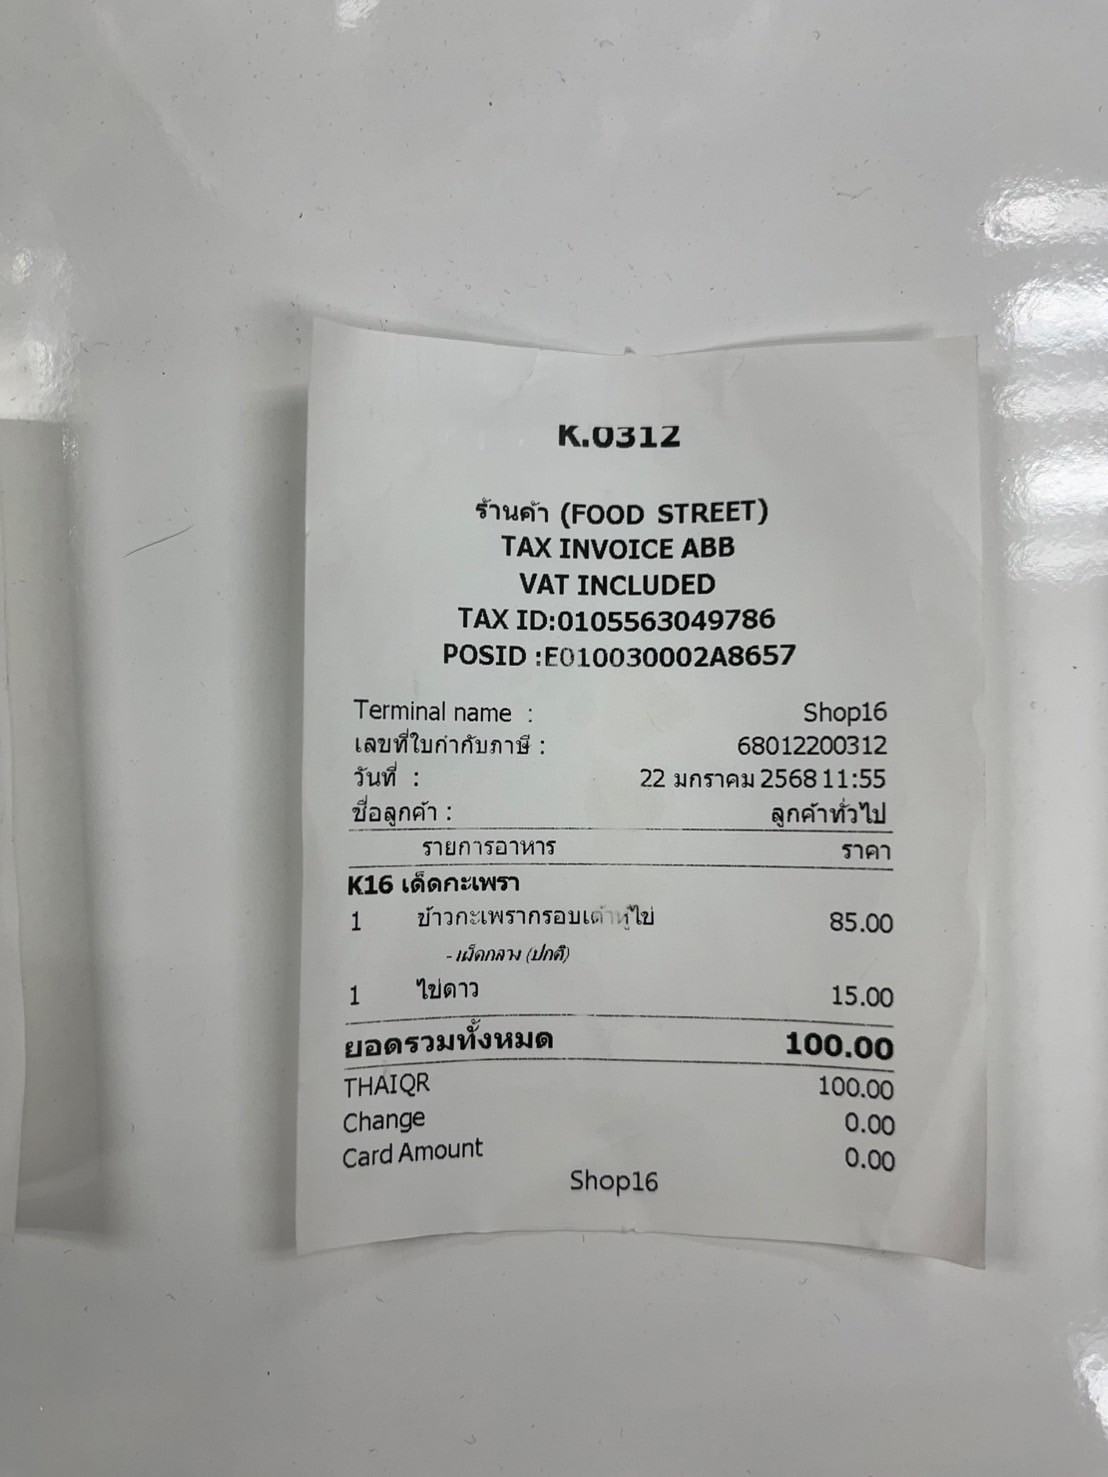 K.0312
ร้านค้า (FOOD STREET)
TAX INVOICE ABB
VAT INCLUDED
TAX ID:0105563049786
POSID :E010030002A8657
Terminal name : Shop16
เลขที่ใบกำกับภาษี : 68012200312
วันที่ : 22 มกราคม 2568 11:55
ชื่อลูกค้า : ลูกค้าทั่วไป
รายการอาหาร ราคา
K16 เด็ดกะเพรา
1 ข้าวกะเพรากรอบเต้าหู้ไข่ 85.00
- เผ็ดกลาง (ปกติ)
1 ไข่ดาว 15.00
ยอดรวมทั้งหมด 100.00
THAIQR 100.00
Change 0.00
Card Amount 0.00
Shop16